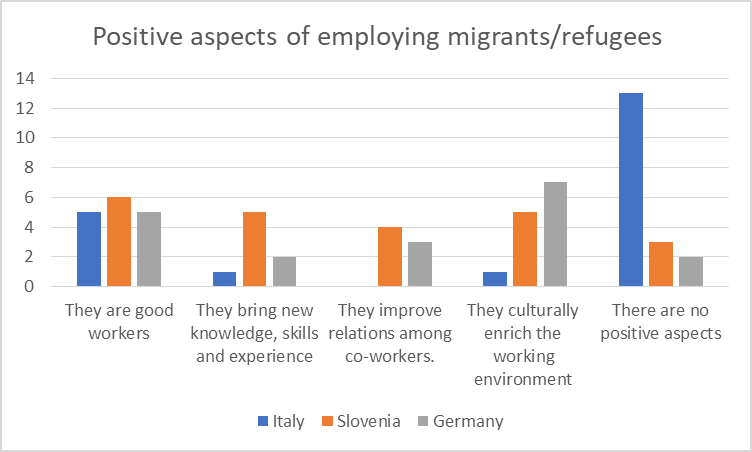 Positive aspects of employing migrants/refugees
14
12
10
8
6
4
2
0
They are good
workers
They bring new
knowledge, skills
and experience
They improve
relations among
co-workers.
They culturally
enrich the
working
environment
There are no
positive aspects
Italy Slovenia Germany